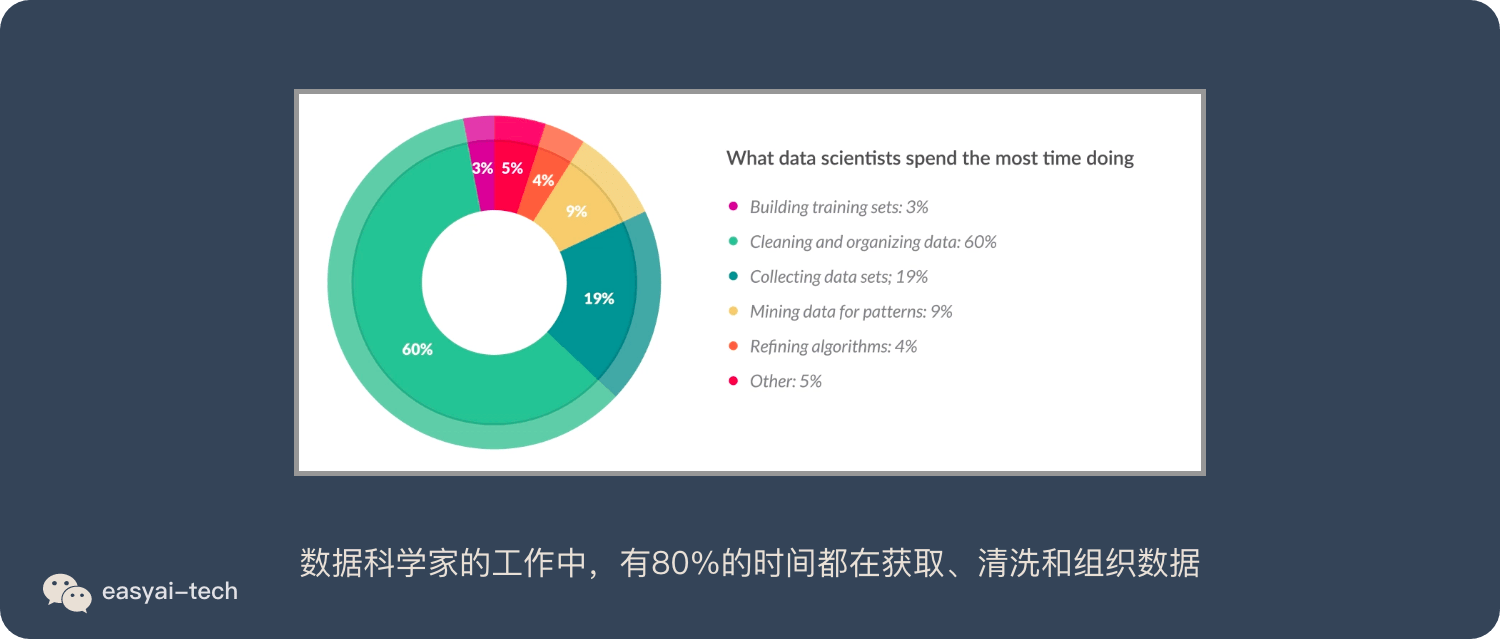 3%
5%
4%
9%
19%
60%
What data scientists spend the most time doing
Building training sets: 3%
Cleaning and organizing data: 60%
Collecting data sets; 19%
Mining data for patterns: 9%
Refining algorithms: 4%
Other: 5%
数据科学家的工作中，有80%的时间都在获取、清洗和组织数据
easyai-tech